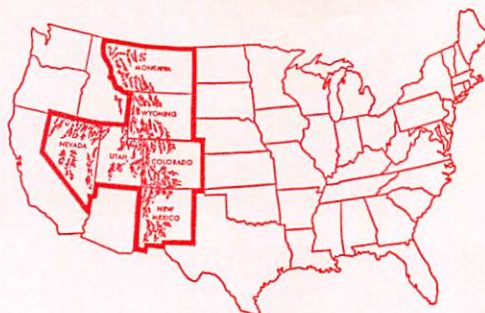 MONTANA
WYOMING
NEVADA
UTAH
COLORADO
NEW
MEXICO